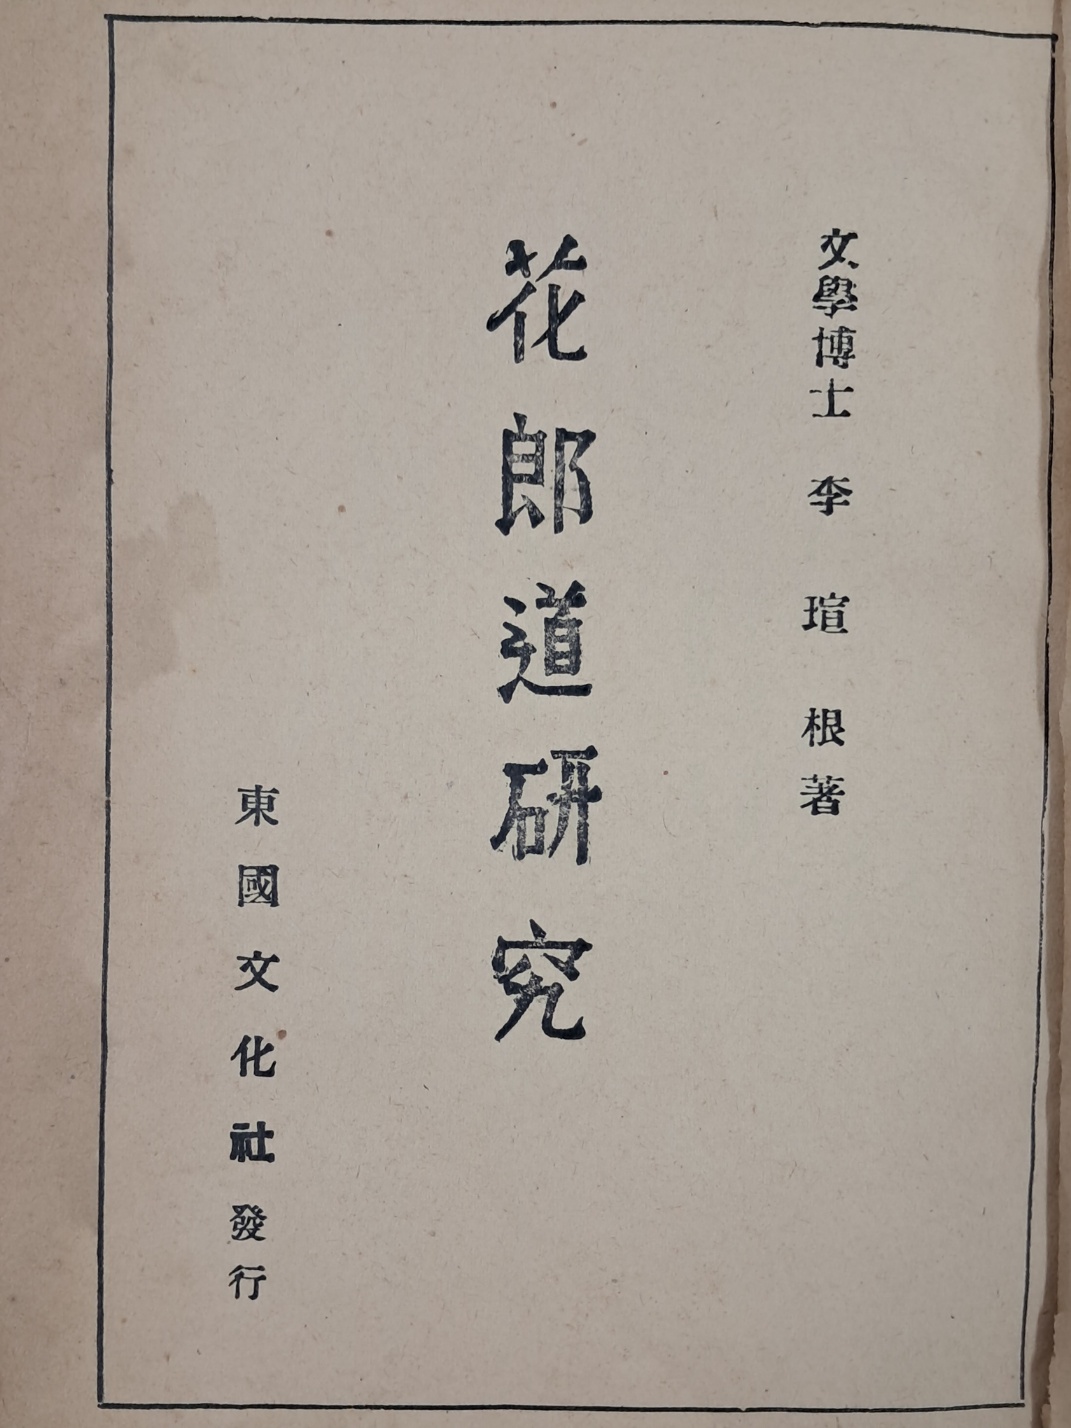 文學博士 李瑄根著
花郎道研究
東國文化社發行